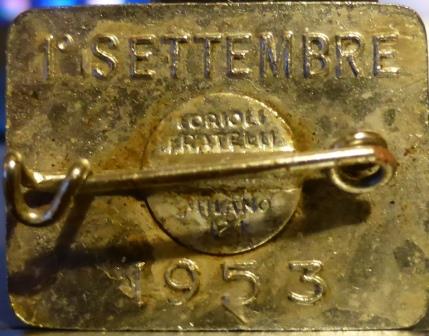 1° SETTEMBRE
LORIOLI
FRATELLI
MILANO
1953